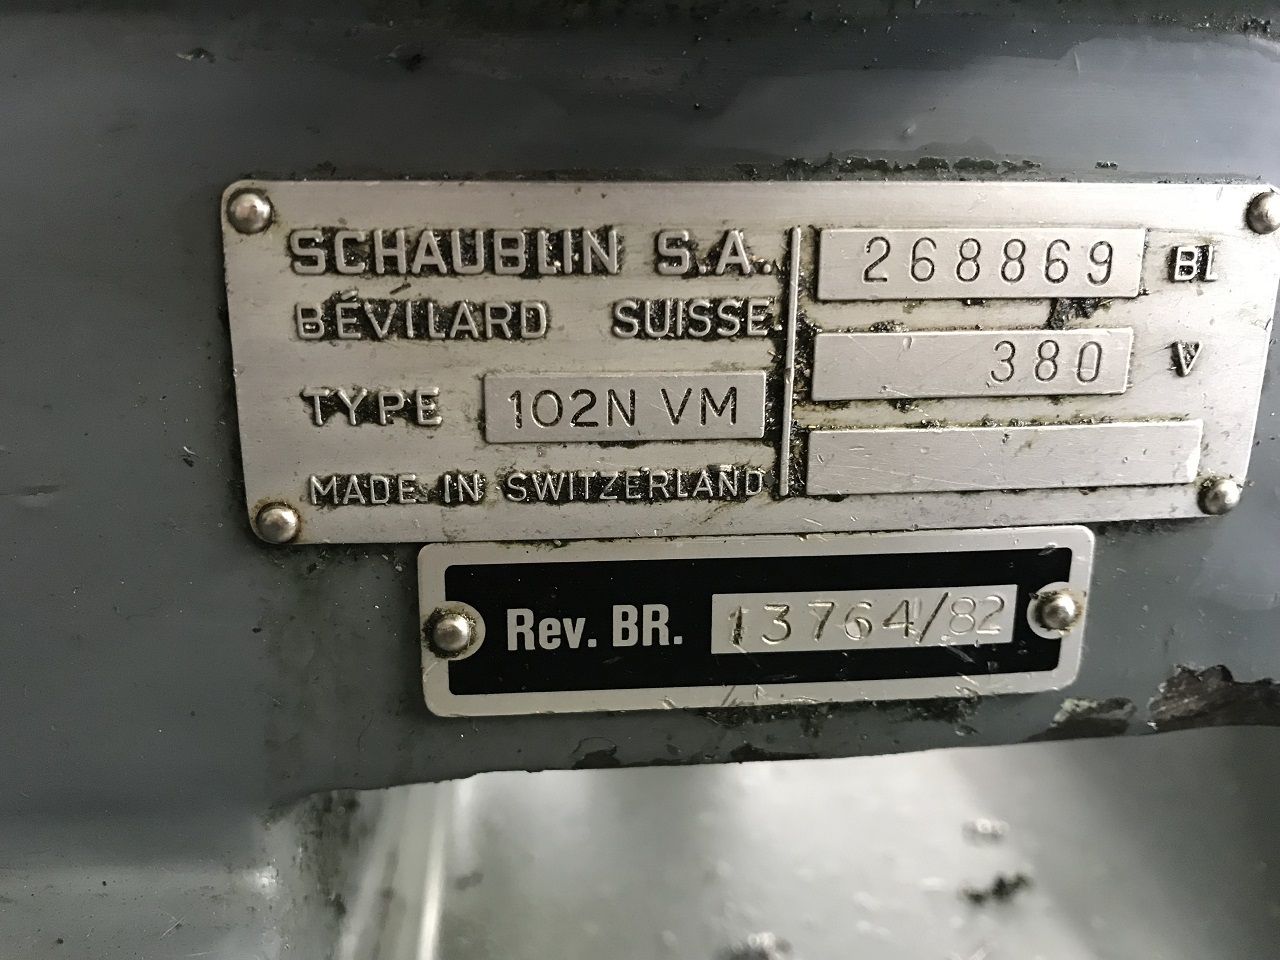 SCHAUBLIN S.A.
BÉVILARD SUISSE
TYPE 102N VM
MADE IN SWITZERLAND
268869 BL
380 V
Rev. BR. 13764/82